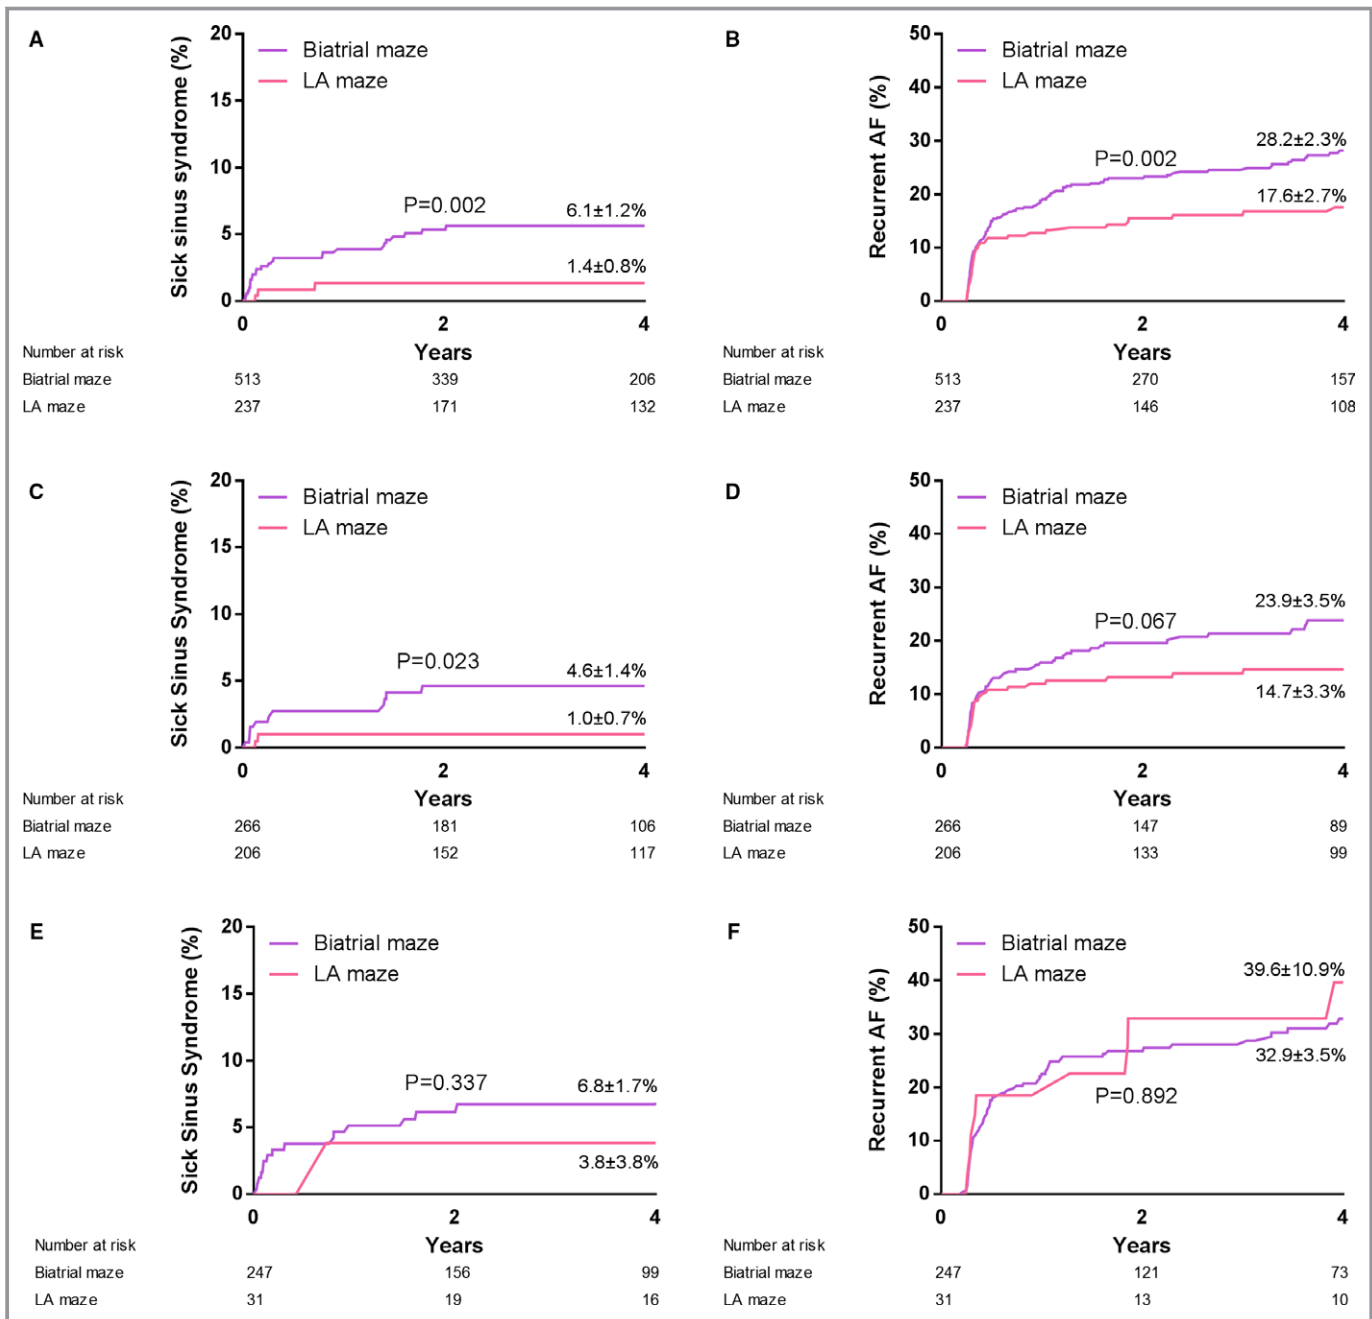 A
Sick sinus syndrome (%)
20
15
10
5
0
Biatrial maze
LA maze
P=0.002
6.1±1.2%
1.4±0.8%
0 2 4
Years
Number at risk
Biatrial maze 513 339 206
LA maze 237 171 132
B
Recurrent AF (%)
50
40
30
20
10
0
Biatrial maze
LA maze
P=0.002
28.2±2.3%
17.6±2.7%
0 2 4
Years
Number at risk
Biatrial maze 513 270 157
LA maze 237 146 108
C
Sick Sinus Syndrome (%)
20
15
10
5
0
Biatrial maze
LA maze
P=0.023
4.6±1.4%
1.0±0.7%
0 2 4
Years
Number at risk
Biatrial maze 266 181 106
LA maze 206 152 117
D
Recurrent AF (%)
50
40
30
20
10
0
Biatrial maze
LA maze
P=0.067
23.9±3.5%
14.7±3.3%
0 2 4
Years
Number at risk
Biatrial maze 266 147 89
LA maze 206 133 99
E
Sick Sinus Syndrome (%)
20
15
10
5
0
Biatrial maze
LA maze
P=0.337
6.8±1.7%
3.8±3.8%
0 2 4
Years
Number at risk
Biatrial maze 247 156 99
LA maze 31 19 16
F
Recurrent AF (%)
50
40
30
20
10
0
Biatrial maze
LA maze
39.6±10.9%
32.9±3.5%
P=0.892
0 2 4
Years
Number at risk
Biatrial maze 247 121 73
LA maze 31 13 10